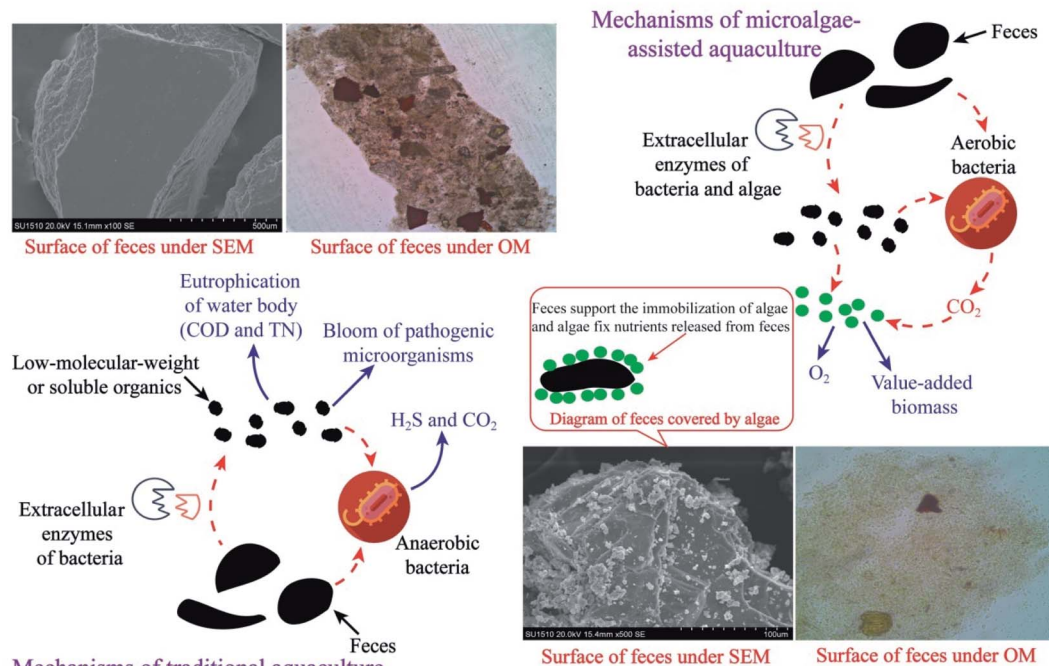 Mechanisms of microalgae-
assisted aquaculture
Feces
Extracellular
enzymes of
bacteria and algae
Aerobic
bacteria
CO2
O2
Value-added
biomass
SU1510 20.0kV 15.1mm x100 SE
500um
Surface of feces under SEM
Surface of feces under OM
Eutrophication
of water body
(COD and TN)
Bloom of pathogenic
microorganisms
Low-molecular-weight
or soluble organics
H2S and CO2
Extracellular
enzymes
of bacteria
Anaerobic
bacteria
Feces
Mechanisms of traditional aquaculture
Feces support the immobilization of algae
and algae fix nutrients released from feces
Diagram of feces covered by algae
SU1510 20.0kV 15.4mm x500 SE
100um
Surface of feces under SEM
Surface of feces under OM